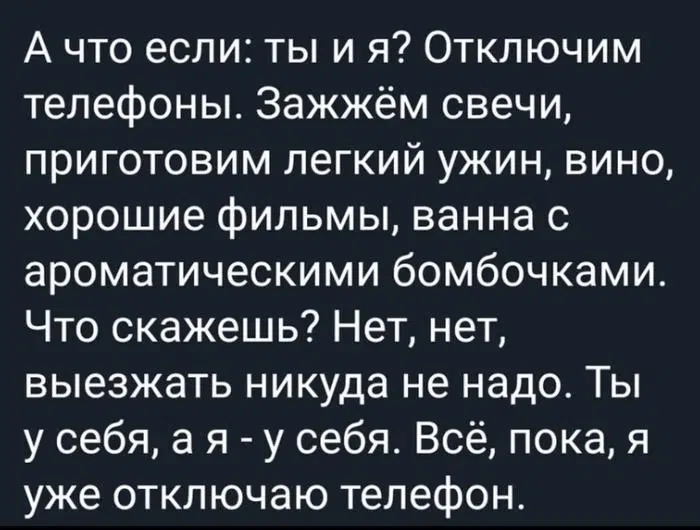 А что если: ты и я? Отключим
телефоны. Зажжём свечи,
приготовим легкий ужин, вино,
хорошие фильмы, ванна с
ароматическими бомбочками.
Что скажешь? Нет, нет,
выезжать никуда не надо. Ты
у себя, а я - у себя. Всё, пока, я
уже отключаю телефон.